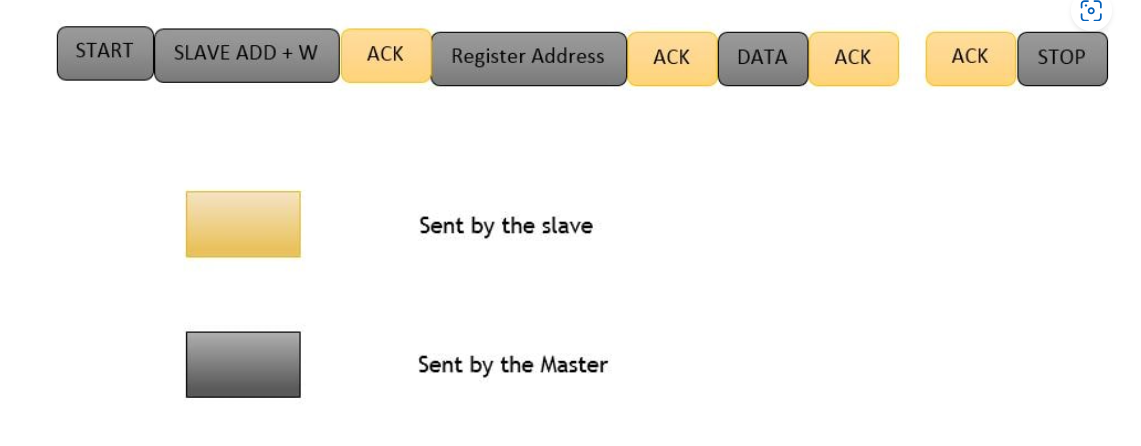 START SLAVE ADD + W ACK Register Address ACK DATA ACK ACK STOP
Sent by the slave
Sent by the Master